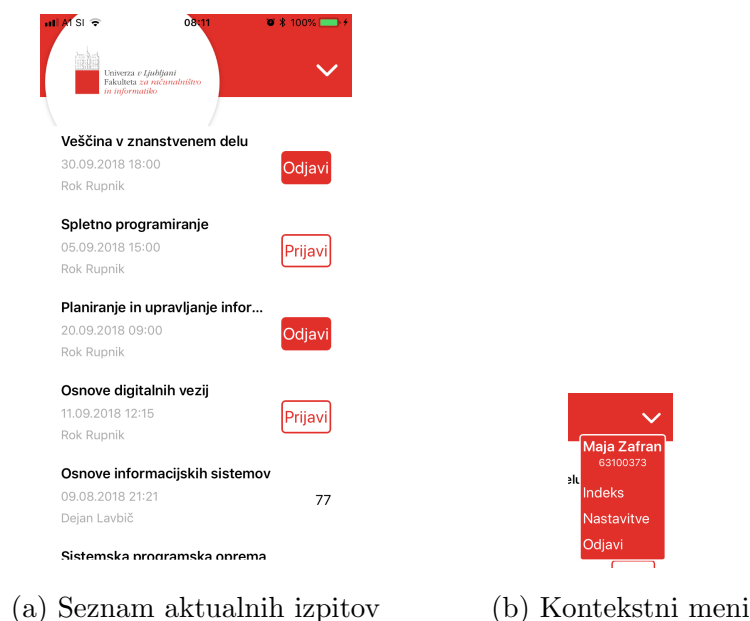 A1 SI 08:11 100%
Univerza v Ljubljani
Fakulteta za računalništvo
in informatiko
Veščina v znanstvenem delu
30.09.2018 18:00
Rok Rupnik
Odjavi
Spletno programiranje
05.09.2018 15:00
Rok Rupnik
Prijavi
Planiranje in upravljanje infor...
20.09.2018 09:00
Rok Rupnik
Odjavi
Osnove digitalnih vezij
11.09.2018 12:15
Rok Rupnik
Prijavi
Osnove informacijskih sistemov
09.08.2018 21:21
Dejan Lavbič
77
Sistemska programska oprema
(a) Seznam aktualnih izpitov
Maja Zafran
63100373
Indeks
Nastavitve
Odjavi
(b) Kontekstni meni